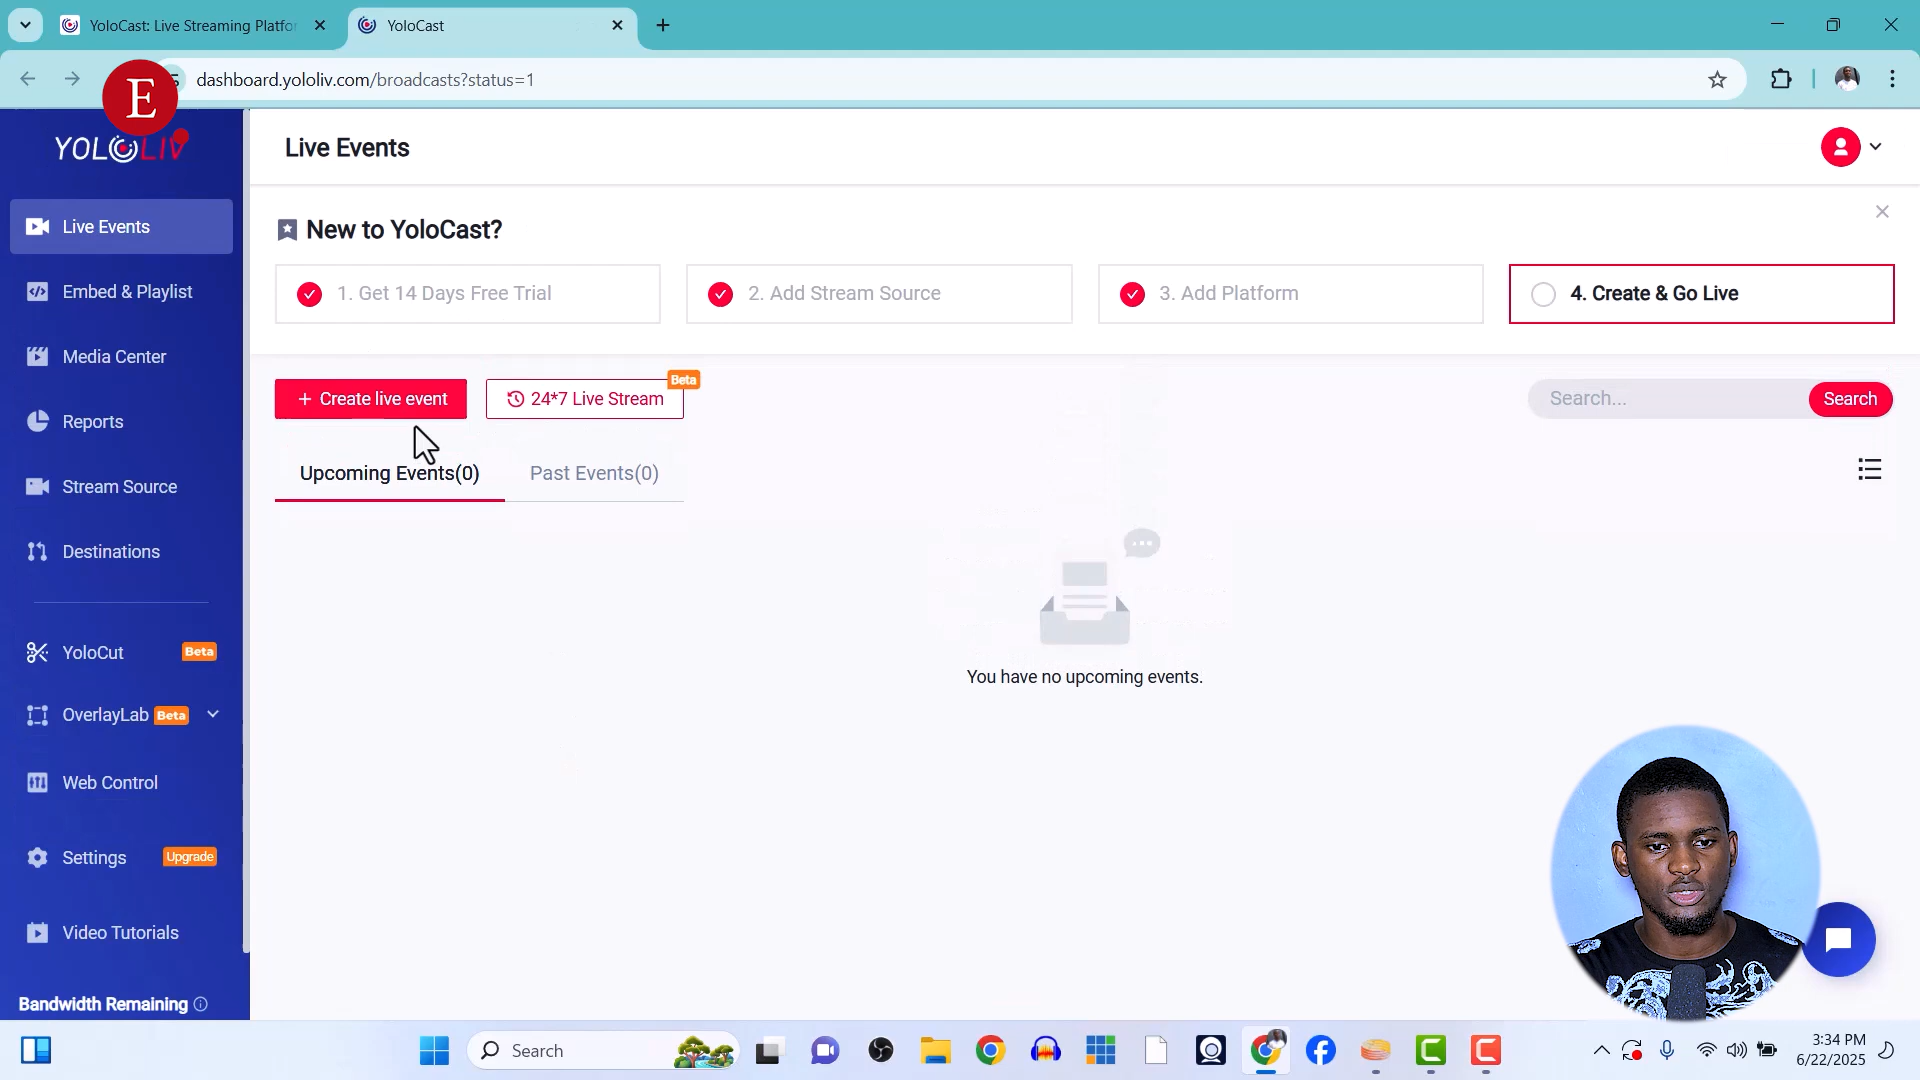 YoloCast: Live Streaming Platfo
YoloCast
dashboard.yololiv.com/broadcasts?status=1
E
YOLOLIV
Live Events
Embed & Playlist
Media Center
Reports
Stream Source
Destinations
YoloCut Beta
OverlayLab Beta
Web Control
Settings Upgrade
Video Tutorials
Bandwidth Remaining
Live Events
New to YoloCast?
1. Get 14 Days Free Trial
2. Add Stream Source
3. Add Platform
4. Create & Go Live
+ Create live event
24*7 Live Stream
Beta
Search...
Search
Upcoming Events(0)
Past Events(0)
You have no upcoming events.
Search
3:34 PM
6/22/2025